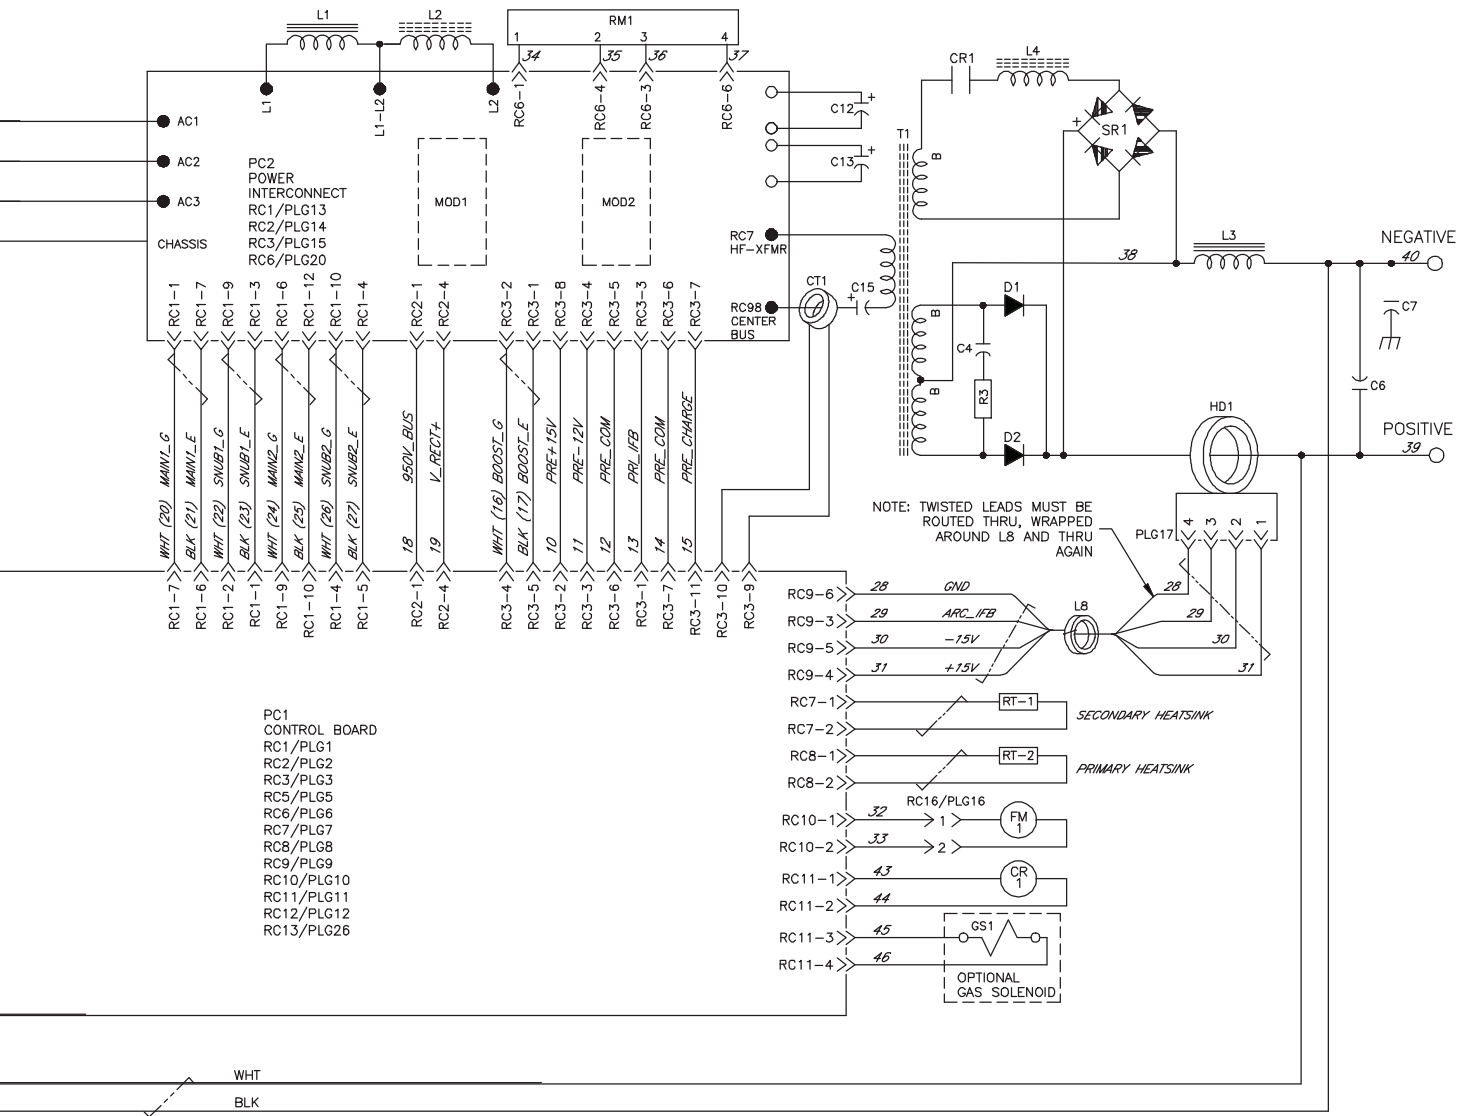 L1
L2
RM1
1
2
3
4
34
35
36
37
L1
L1-L2
L2
RC6-1
RC6-4
RC6-3
RC6-6
AC1
AC2
AC3
CHASSIS
PC2
POWER
INTERCONNECT
RC1/PLG13
RC2/PLG14
RC3/PLG15
RC6/PLG20
MOD1
MOD2
C12
+
C13
+
RC7
HF-XFMR
RC98
CENTER
BUS
CT1
+
C15
T1
B
B
B
CR1
L4
+
SR1
38
L3
NEGATIVE
40
C7
C6
D1
C4
R3
D2
HD1
POSITIVE
39
RC1-1
RC1-7
RC1-9
RC1-3
RC1-6
RC1-12
RC1-10
RC1-4
RC2-1
RC2-4
RC3-2
RC3-1
RC3-8
RC3-4
RC3-5
RC3-3
RC3-6
RC3-7
WHT (20) MAIN1_G
BLK (21) MAIN1_E
WHT (22) SNUB1_G
BLK (23) SNUB1_E
WHT (24) MAIN2_G
BLK (25) MAIN2_E
WHT (26) SNUB2_G
BLK (27) SNUB2_E
18 950V_BUS
19 V_RECT+
WHT (16) BOOST_G
BLK (17) BOOST_E
10 PRE+15V
11 PRE-12V
12 PRE_COM
13 PRI_IFB
14 PRE_COM
15 PRE_CHARGE
RC1-7
RC1-6
RC1-2
RC1-1
RC1-9
RC1-10
RC1-4
RC1-5
RC2-1
RC2-4
RC3-4
RC3-5
RC3-2
RC3-3
RC3-6
RC3-1
RC3-7
RC3-11
RC3-10
RC3-9
NOTE: TWISTED LEADS MUST BE
ROUTED THRU, WRAPPED
AROUND L8 AND THRU
AGAIN
PLG17
4
3
2
1
RC9-6 28 GND
RC9-3 29 ARC_IFB
RC9-5 30 -15V
RC9-4 31 +15V
L8
28
29
30
31
RC7-1
RT-1
RC7-2
SECONDARY HEATSINK
RC8-1
RT-2
RC8-2
PRIMARY HEATSINK
RC16/PLG16
RC10-1 32 1
FM
1
RC10-2 33 2
RC11-1 43
CR
1
RC11-2 44
RC11-3 45
GS1
RC11-4 46
OPTIONAL
GAS SOLENOID
PC1
CONTROL BOARD
RC1/PLG1
RC2/PLG2
RC3/PLG3
RC5/PLG5
RC6/PLG6
RC7/PLG7
RC8/PLG8
RC9/PLG9
RC10/PLG10
RC11/PLG11
RC12/PLG12
RC13/PLG26
WHT
BLK